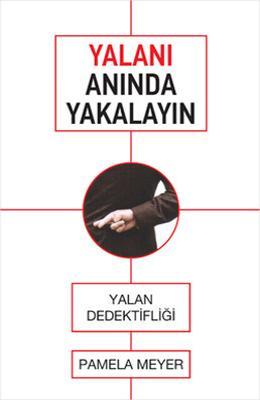 YALANI
ANINDA
YAKALAYIN
YALAN
DEDEKTİFLİĞİ
PAMELA MEYER